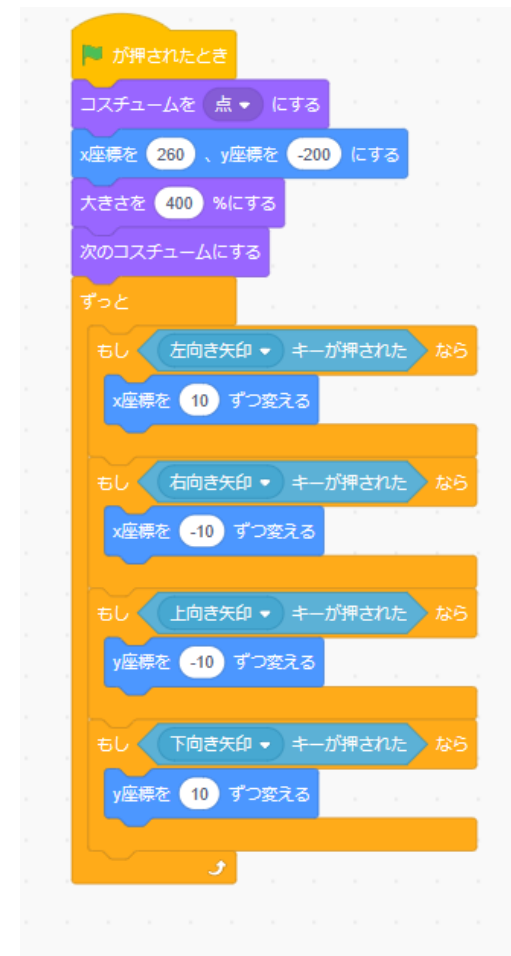 が押されたとき
コスチュームを 点 にする
x座標を 260 、y座標を -200 にする
大きさを 400 %にする
次のコスチュームにする
ずっと
もし 左向き矢印 キーが押された なら
x座標を 10 ずつ変える
もし 右向き矢印 キーが押された なら
x座標を -10 ずつ変える
もし 上向き矢印 キーが押された なら
y座標を -10 ずつ変える
もし 下向き矢印 キーが押された なら
y座標を 10 ずつ変える